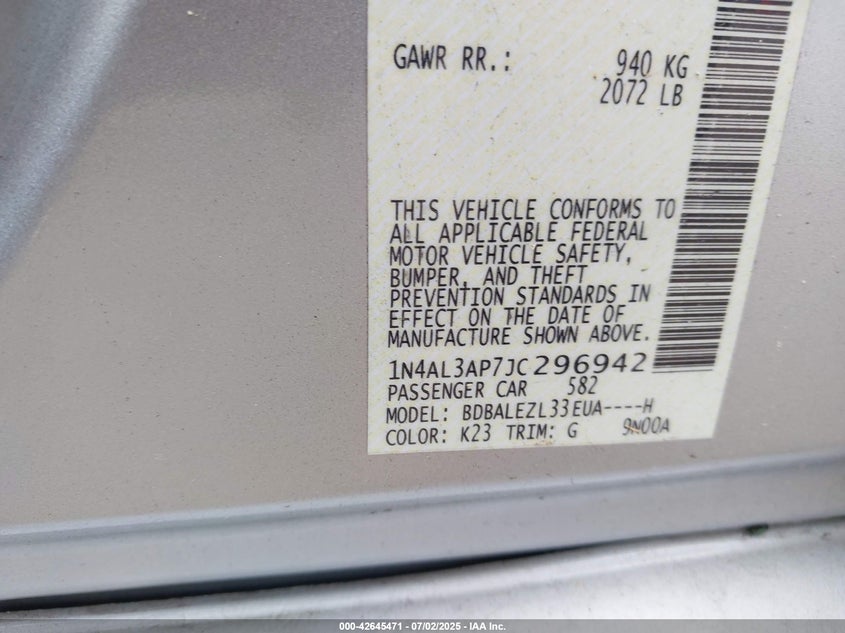 GAWR RR.: 940 KG
2072 LB
THIS VEHICLE CONFORMS TO
ALL APPLICABLE FEDERAL
MOTOR VEHICLE SAFETY,
BUMPER, AND THEFT
PREVENTION STANDARDS IN
EFFECT ON THE DATE OF
MANUFACTURE SHOWN ABOVE.
1N4AL3AP7JC296942
PASSENGER CAR 582
MODEL: BDBALEZL33EUA----H
COLOR: K23 TRIM: G 9N00A
000-42645471 - 07/02/2025 - IAA Inc.